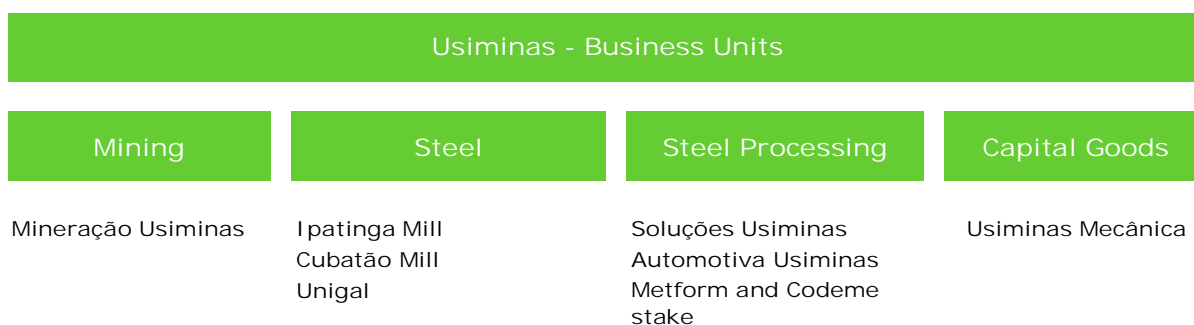 Usiminas - Business Units
Mining
Steel
Steel Processing
Capital Goods
Mineração Usiminas
Ipatinga Mill
Cubatão Mill
Unigal
Soluções Usiminas
Automotiva Usiminas
Metform and Codeme
stake
Usiminas Mecânica